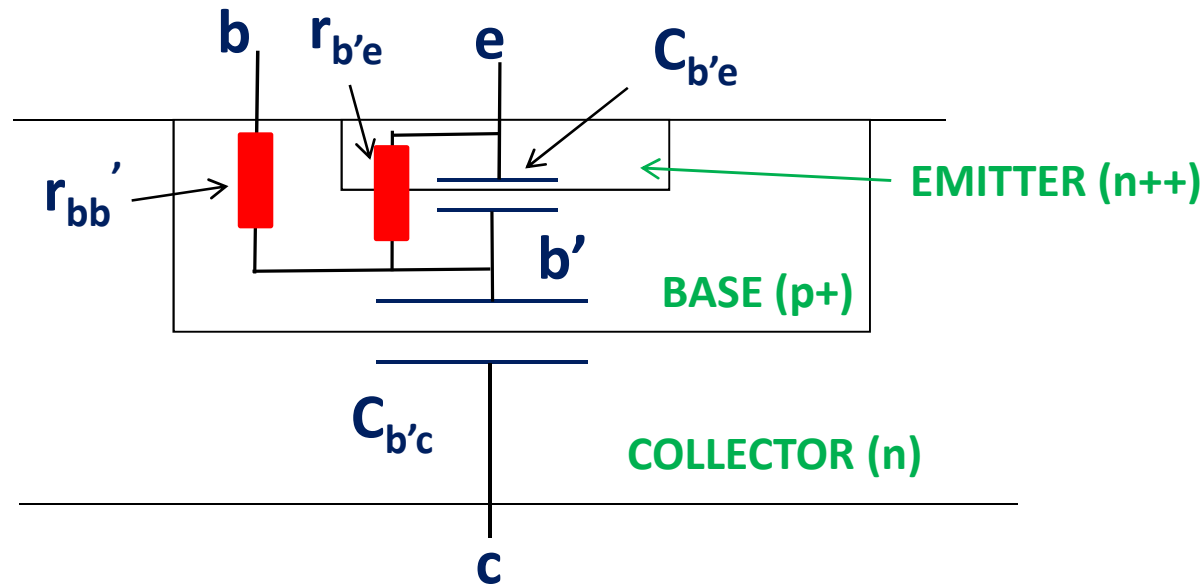 b
r_b'e
e
C_b'e
r_bb'
EMITTER (n++)
b'
BASE (p+)
C_b'c
COLLECTOR (n)
c